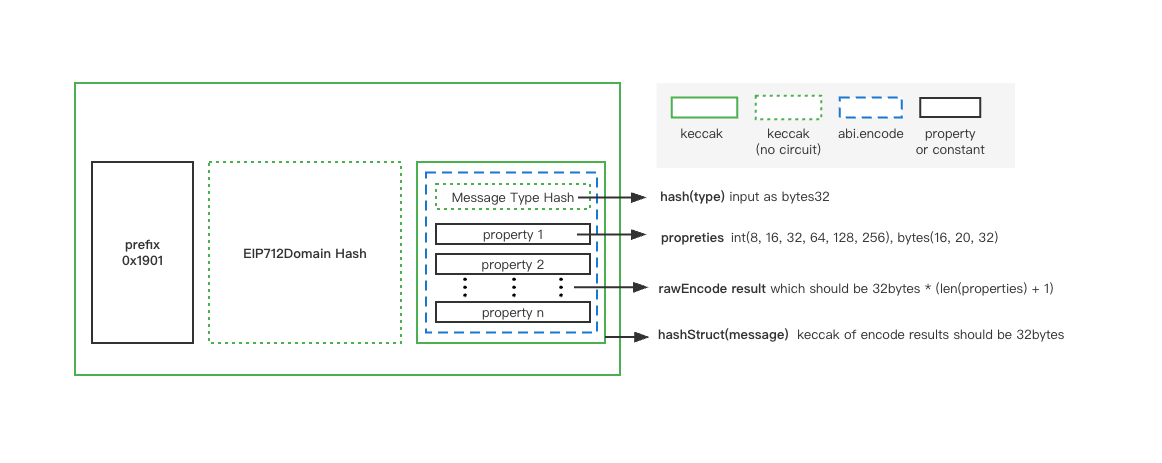 keccak
keccak
(no circuit)
abi.encode
property
or constant
prefix
0x1901
EIP712Domain Hash
Message Type Hash
property 1
property 2
property n
hash(type) input as bytes32
propreties int(8, 16, 32, 64, 128, 256), bytes(16, 20, 32)
rawEncode result which should be 32bytes * (len(properties) + 1)
hashStruct(message) keccak of encode results should be 32bytes